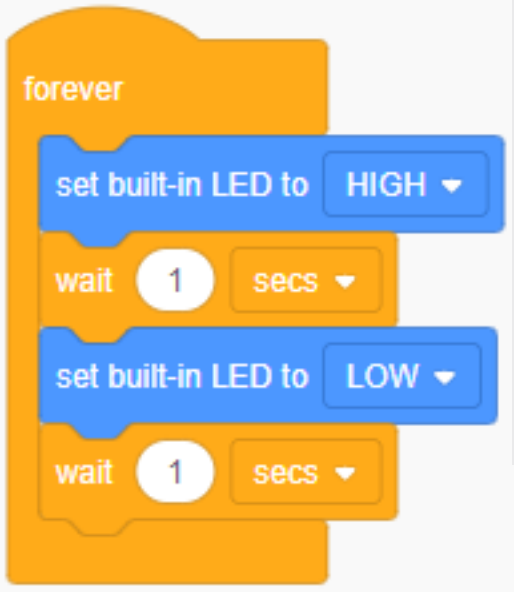 forever
set built-in LED to HIGH
wait 1 secs
set built-in LED to LOW
wait 1 secs